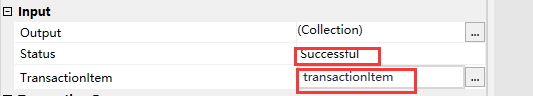 Input
Output (Collection) ...
Status Successful
TransactionItem transactionItem ...